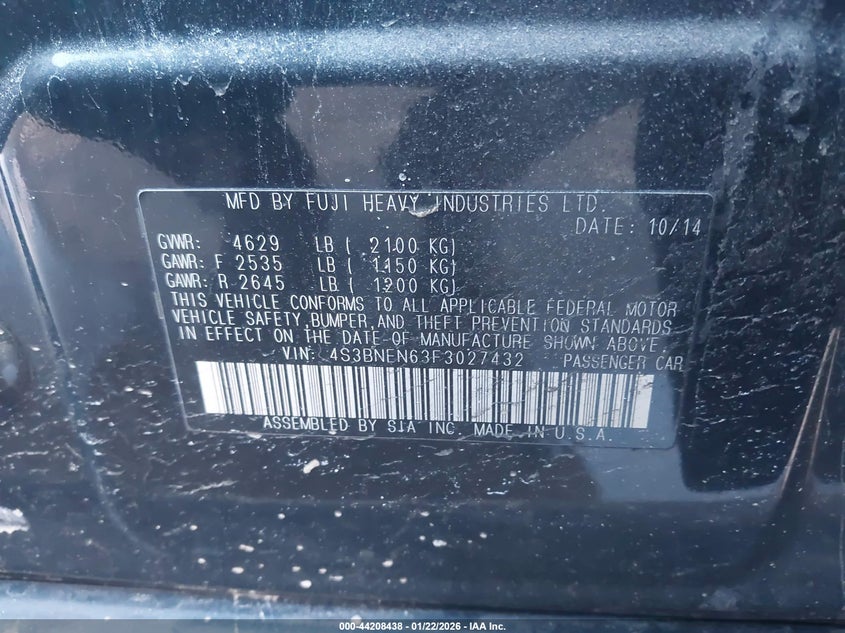 MFD BY FUJI HEAVY INDUSTRIES LTD.
DATE: 10/14
GVWR: 4629 LB ( 2100 KG)
GAWR: F 2535 LB ( 1150 KG)
GAWR: R 2645 LB ( 1200 KG)
THIS VEHICLE CONFORMS TO ALL APPLICABLE FEDERAL MOTOR
VEHICLE SAFETY, BUMPER, AND THEFT PREVENTION STANDARDS
IN EFFECT ON THE DATE OF MANUFACTURE SHOWN ABOVE.
V.IN: 4S3BNEN63F3027432 PASSENGER CAR
ASSEMBLED BY SIA INC. MADE IN U.S.A.
000-44208438 - 01/22/2026 - IAA Inc.